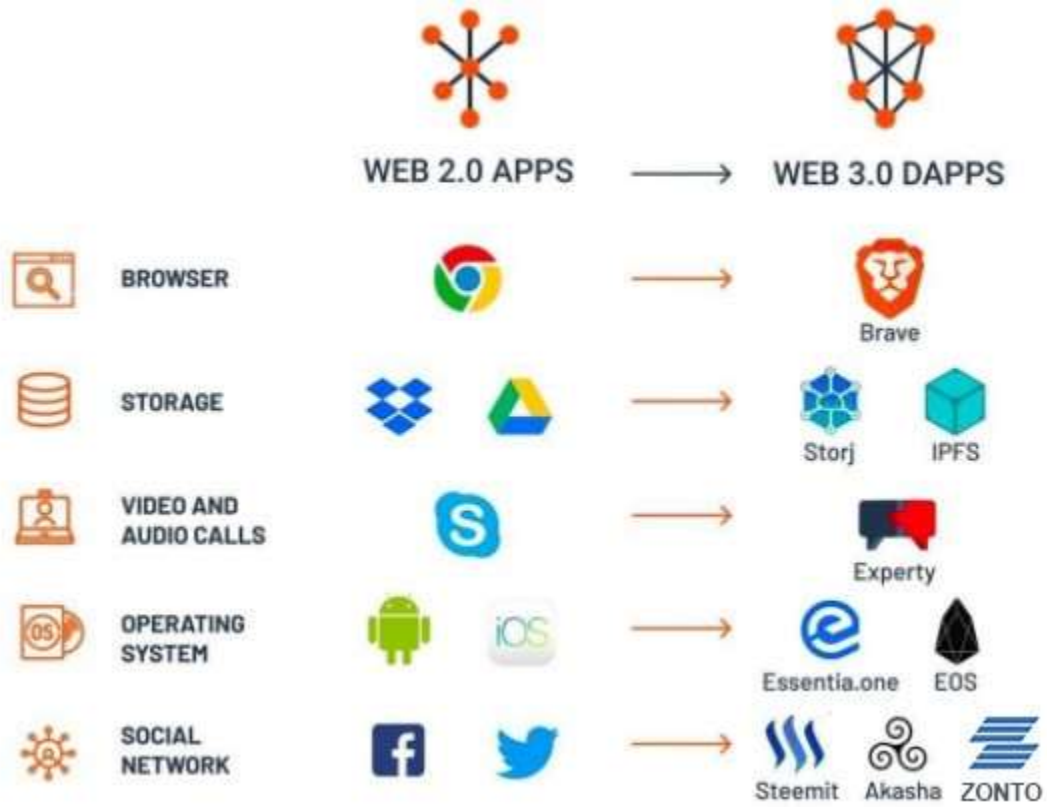 WEB 2.0 APPS
WEB 3.0 DAPPS
BROWSER
Brave
STORAGE
Storj
IPFS
VIDEO AND
AUDIO CALLS
S
Experty
OS
OPERATING
SYSTEM
iOS
Essentia.one
EOS
SOCIAL
NETWORK
f
Steemit
Akasha
ZONTO